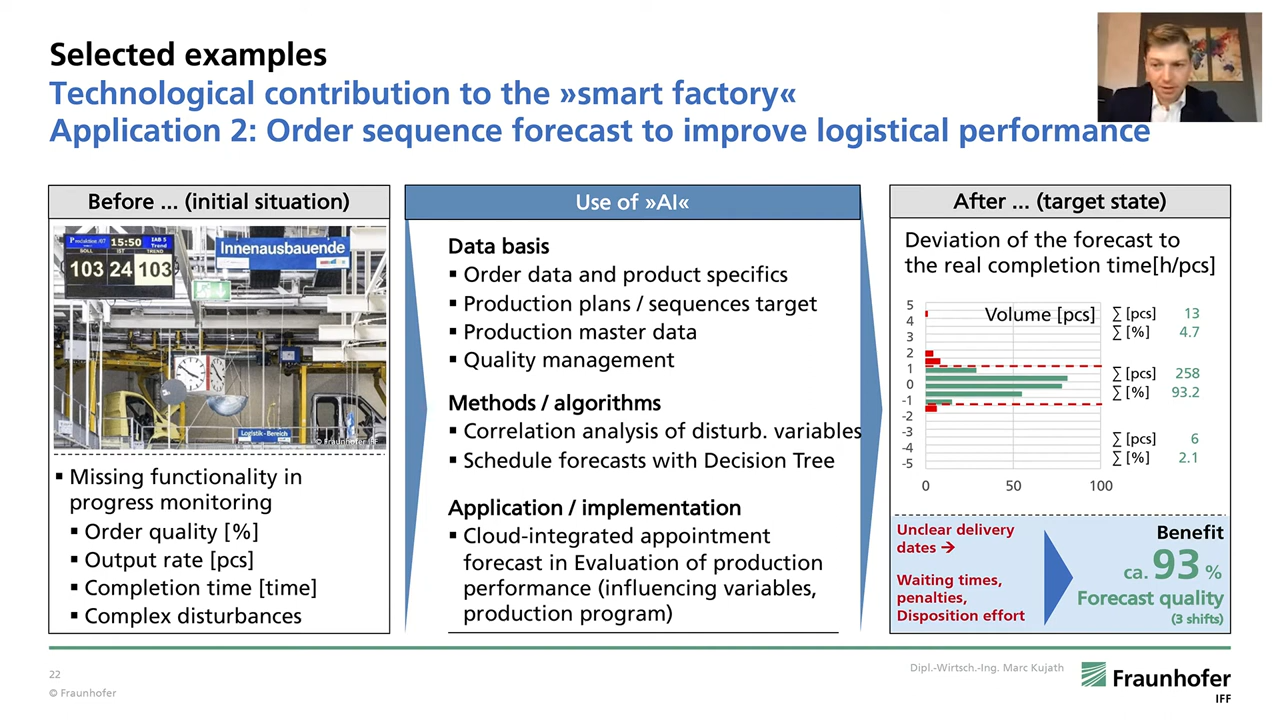 Selected examples
Technological contribution to the »smart factory«
Application 2: Order sequence forecast to improve logistical performance
Before ... (initial situation)
15:50
SOLL
IST
TREND
103
24
103
Innenausbauende
Logistik-Bereich
© Fraunhofer IFF
▪ Missing functionality in
progress monitoring
▪ Order quality [%]
▪ Output rate [pcs]
▪ Completion time [time]
▪ Complex disturbances
Use of »AI«
Data basis
▪ Order data and product specifics
▪ Production plans / sequences target
▪ Production master data
▪ Quality management
Methods / algorithms
▪ Correlation analysis of disturb. variables
▪ Schedule forecasts with Decision Tree
Application / implementation
▪ Cloud-integrated appointment
forecast in Evaluation of production
performance (influencing variables,
production program)
After ... (target state)
Deviation of the forecast to
the real completion time[h/pcs]
Volume [pcs]
5
4
3
2
1
0
-1
-2
-3
-4
-5
0 50 100
∑ [pcs] 13
∑ [%] 4.7
∑ [pcs] 258
∑ [%] 93.2
∑ [pcs] 6
∑ [%] 2.1
Unclear delivery
dates →
Waiting times,
penalties,
Disposition effort
Benefit
ca. 93 %
Forecast quality
(3 shifts)
22
© Fraunhofer
Dipl.-Wirtsch.-Ing. Marc Kujath
Fraunhofer
IFF